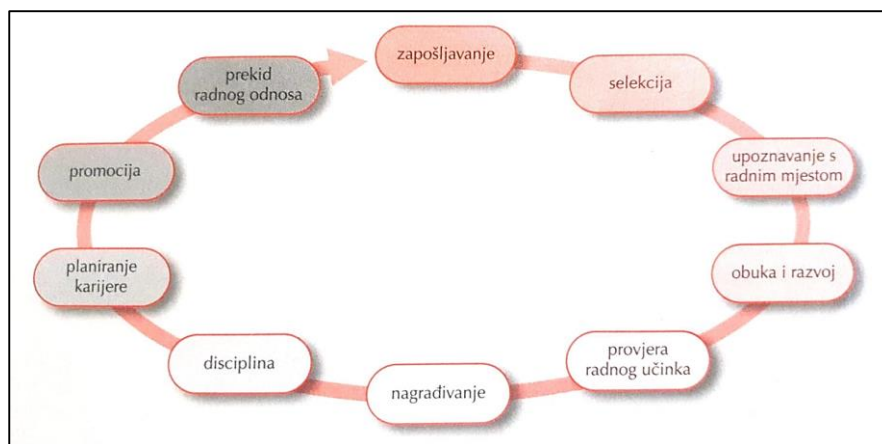 zapošljavanje
selekcija
upoznavanje s
radnim mjestom
obuka i razvoj
provjera
radnog učinka
nagrađivanje
disciplina
planiranje
karijere
promocija
prekid
radnog odnosa